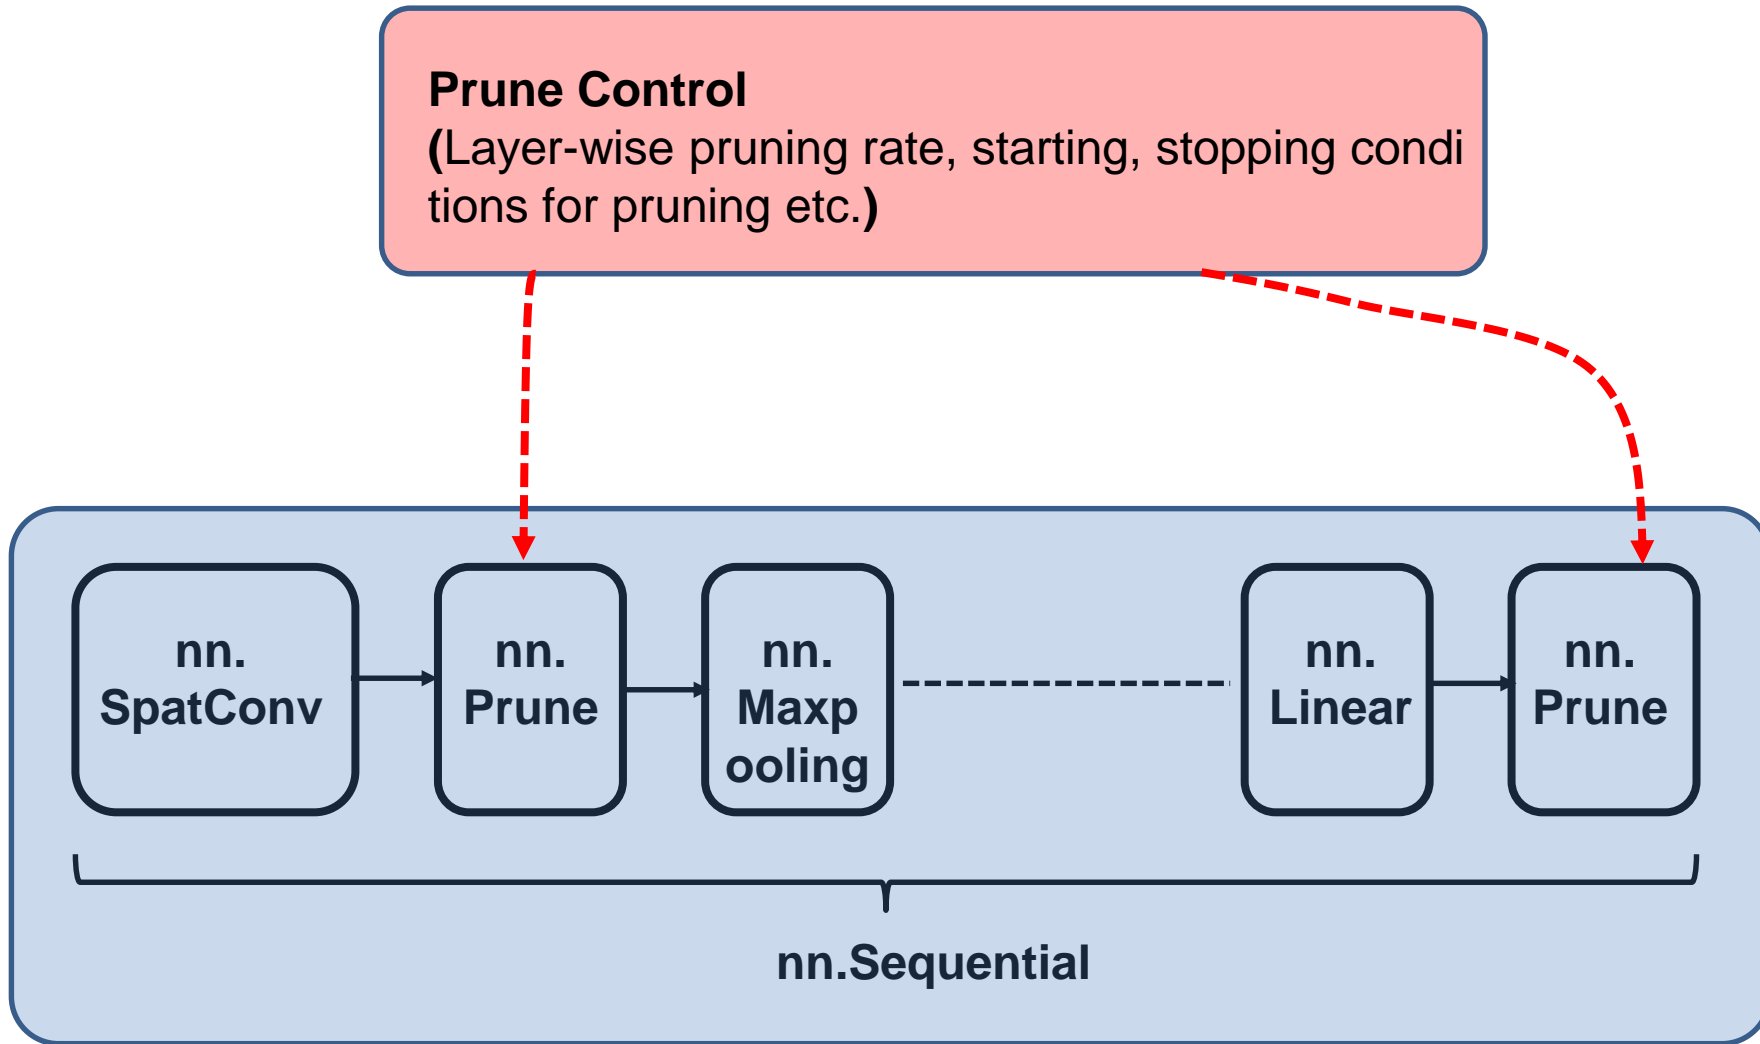 Prune Control
(Layer-wise pruning rate, starting, stopping condi
tions for pruning etc.)
nn.
SpatConv
nn.
Prune
nn.
Maxp
ooling
nn.
Linear
nn.
Prune
nn.Sequential